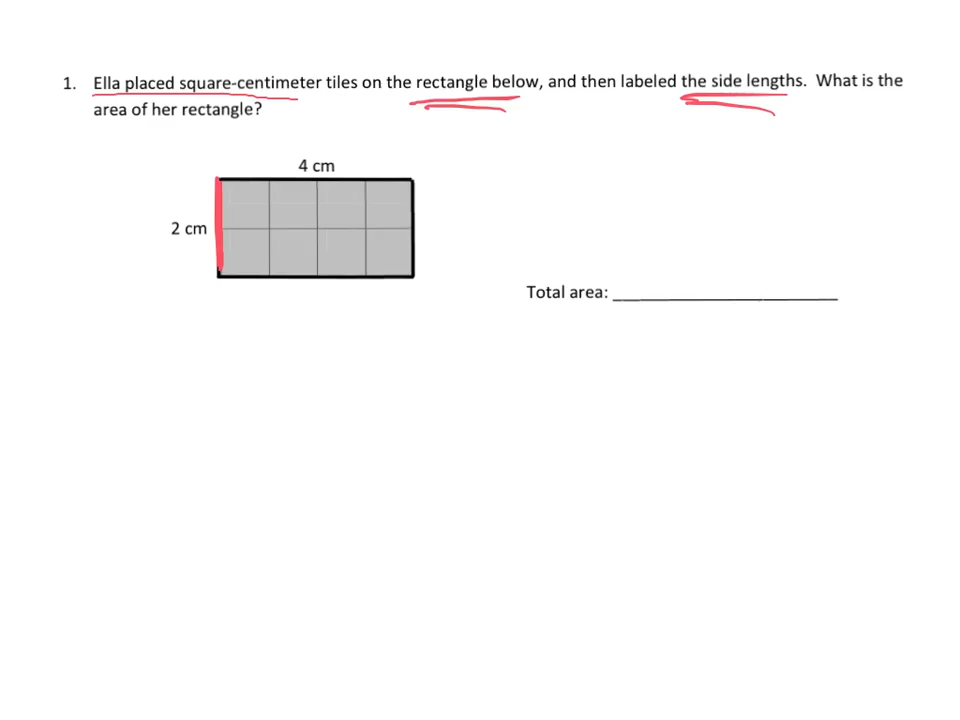 1. Ella placed square-centimeter tiles on the rectangle below, and then labeled the side lengths. What is the
area of her rectangle?
4 cm
2 cm
Total area: ________________________